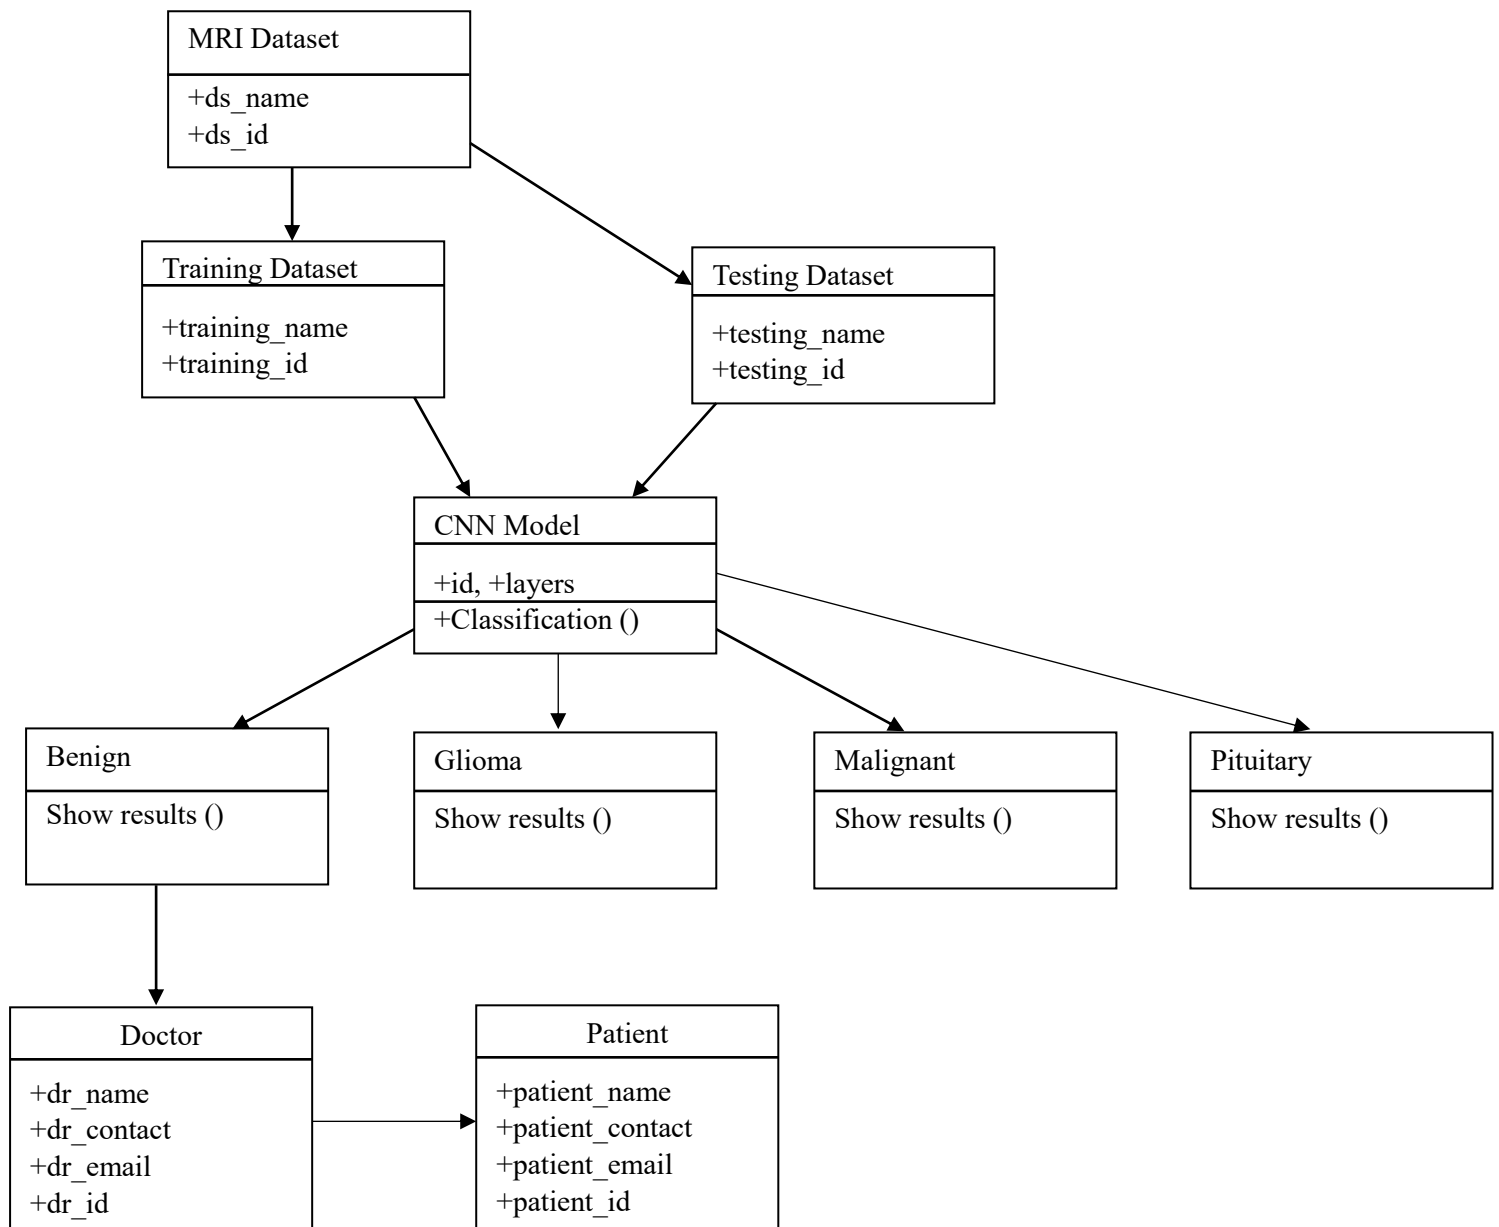 MRI Dataset
+ds_name
+ds_id
Training Dataset
+training_name
+training_id
Testing Dataset
+testing_name
+testing_id
CNN Model
+id, +layers
+Classification ()
Benign
Show results ()
Glioma
Show results ()
Malignant
Show results ()
Pituitary
Show results ()
Doctor
+dr_name
+dr_contact
+dr_email
+dr_id
Patient
+patient_name
+patient_contact
+patient_email
+patient_id